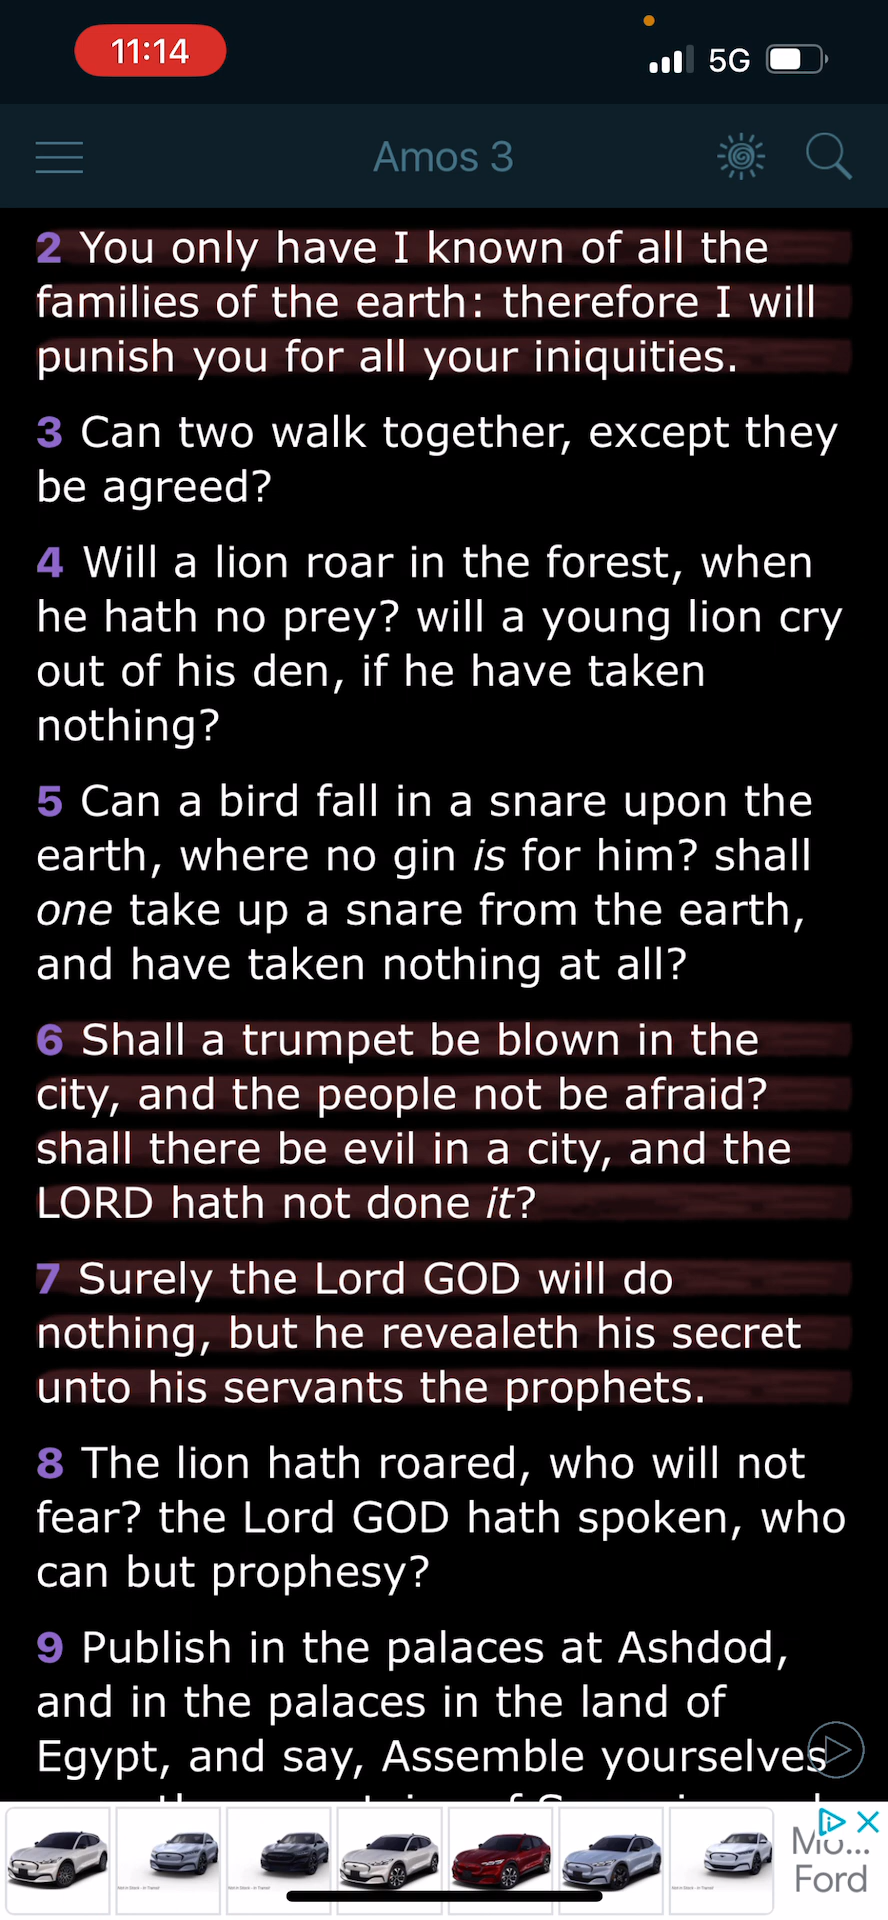 11:14
5G
Amos 3
2 You only have I known of all the
families of the earth: therefore I will
punish you for all your iniquities.
3 Can two walk together, except they
be agreed?
4 Will a lion roar in the forest, when
he hath no prey? will a young lion cry
out of his den, if he have taken
nothing?
5 Can a bird fall in a snare upon the
earth, where no gin is for him? shall
one take up a snare from the earth,
and have taken nothing at all?
6 Shall a trumpet be blown in the
city, and the people not be afraid?
shall there be evil in a city, and the
LORD hath not done it?
7 Surely the Lord GOD will do
nothing, but he revealeth his secret
unto his servants the prophets.
8 The lion hath roared, who will not
fear? the Lord GOD hath spoken, who
can but prophesy?
9 Publish in the palaces at Ashdod,
and in the palaces in the land of
Egypt, and say, Assemble yourselves
Mo...
Ford